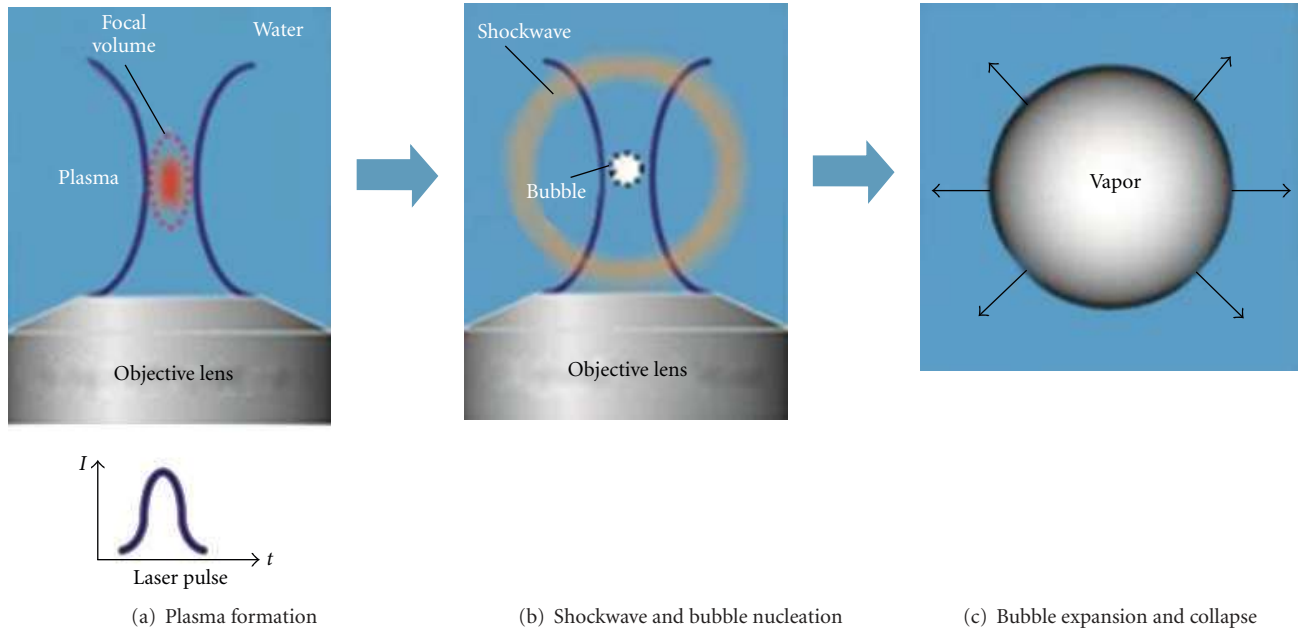 Focal
volume
Water
Plasma
Objective lens
I
t
Laser pulse
(a) Plasma formation
Shockwave
Bubble
Objective lens
(b) Shockwave and bubble nucleation
Vapor
(c) Bubble expansion and collapse